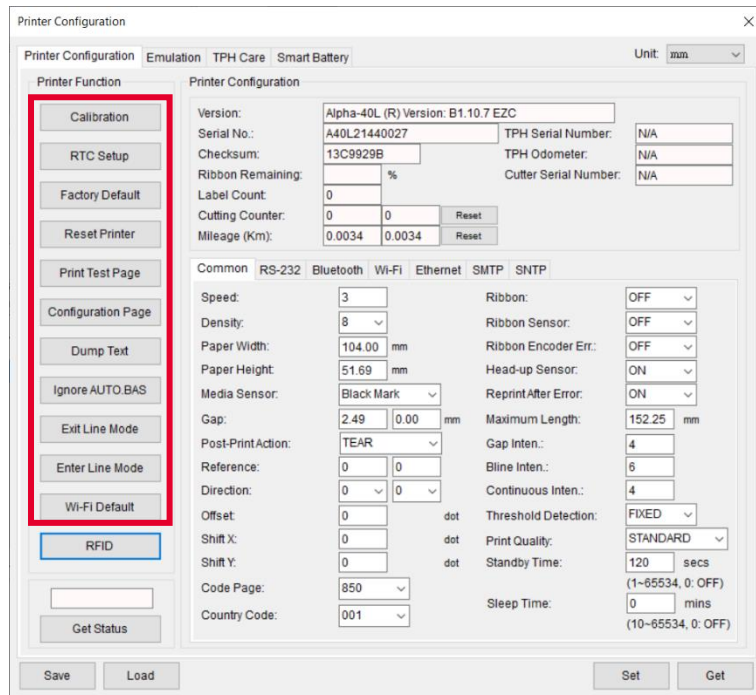 Printer Configuration
Printer Configuration Emulation TPH Care Smart Battery Unit: mm
Printer Function
Calibration
RTC Setup
Factory Default
Reset Printer
Print Test Page
Configuration Page
Dump Text
Ignore AUTO.BAS
Exit Line Mode
Enter Line Mode
Wi-Fi Default
RFID
Get Status
Printer Configuration
Version: Alpha-40L (R) Version: B1.10.7 EZC
Serial No.: A40L21440027 TPH Serial Number: N/A
Checksum: 13C9929B TPH Odometer: N/A
Ribbon Remaining: % Cutter Serial Number: N/A
Label Count: 0
Cutting Counter: 0 0 Reset
Mileage (Km): 0.0034 0.0034 Reset
Common RS-232 Bluetooth Wi-Fi Ethernet SMTP SNTP
Speed: 3 Ribbon: OFF
Density: 8 Ribbon Sensor: OFF
Paper Width: 104.00 mm Ribbon Encoder Err.: OFF
Paper Height: 51.69 mm Head-up Sensor: ON
Media Sensor: Black Mark Reprint After Error: ON
Gap: 2.49 0.00 mm Maximum Length: 152.25 mm
Post-Print Action: TEAR Gap Inten.: 4
Reference: 0 0 Bline Inten.: 6
Direction: 0 0 Continuous Inten.: 4
Offset: 0 dot Threshold Detection: FIXED
Shift X: 0 dot Print Quality: STANDARD
Shift Y: 0 dot Standby Time: 120 secs
(1~65534, 0: OFF)
Code Page: 850
Sleep Time: 0 mins
Country Code: 001
(10~65534, 0: OFF)
Save Load Set Get